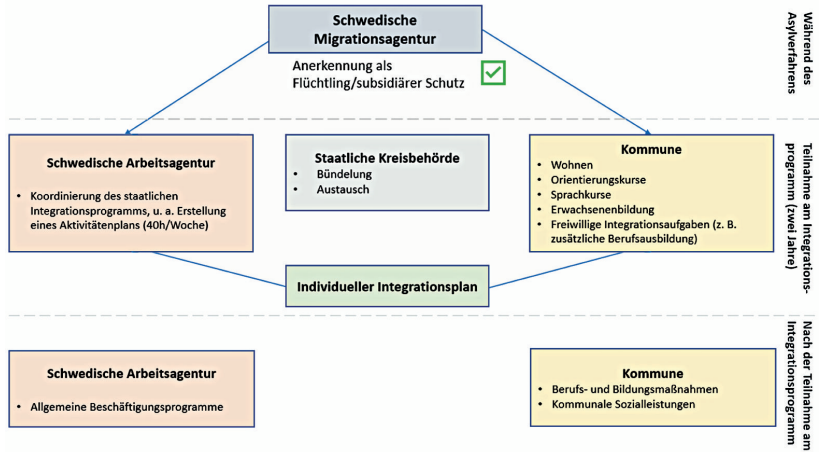 Schwedische
Migrationsagentur
Anerkennung als
Flüchtling/subsidiärer Schutz
Während des
Asylverfahrens
Schwedische Arbeitsagentur
• Koordinierung des staatlichen
Integrationsprogramms, u. a. Erstellung
eines Aktivitätenplans (40h/Woche)
Staatliche Kreisbehörde
• Bündelung
• Austausch
Kommune
• Wohnen
• Orientierungskurse
• Sprachkurse
• Erwachsenenbildung
• Freiwillige Integrationsaufgaben (z. B.
zusätzliche Berufsausbildung)
Teilnahme am Integrations-
programm (zwei Jahre)
Individueller Integrationsplan
Schwedische Arbeitsagentur
• Allgemeine Beschäftigungsprogramme
Kommune
• Berufs- und Bildungsmaßnahmen
• Kommunale Sozialleistungen
Nach der Teilnahme am
Integrationsprogramm